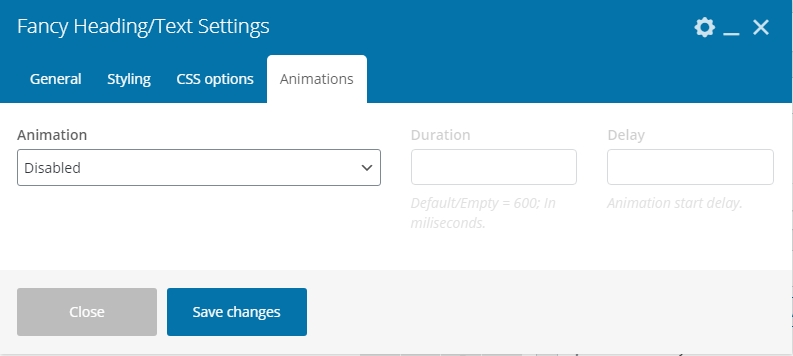 Fancy Heading/Text Settings
General Styling CSS options Animations
Animation Duration Delay
Disabled
Default/Empty = 600; In Animation start delay.
miliseconds.
Close Save changes